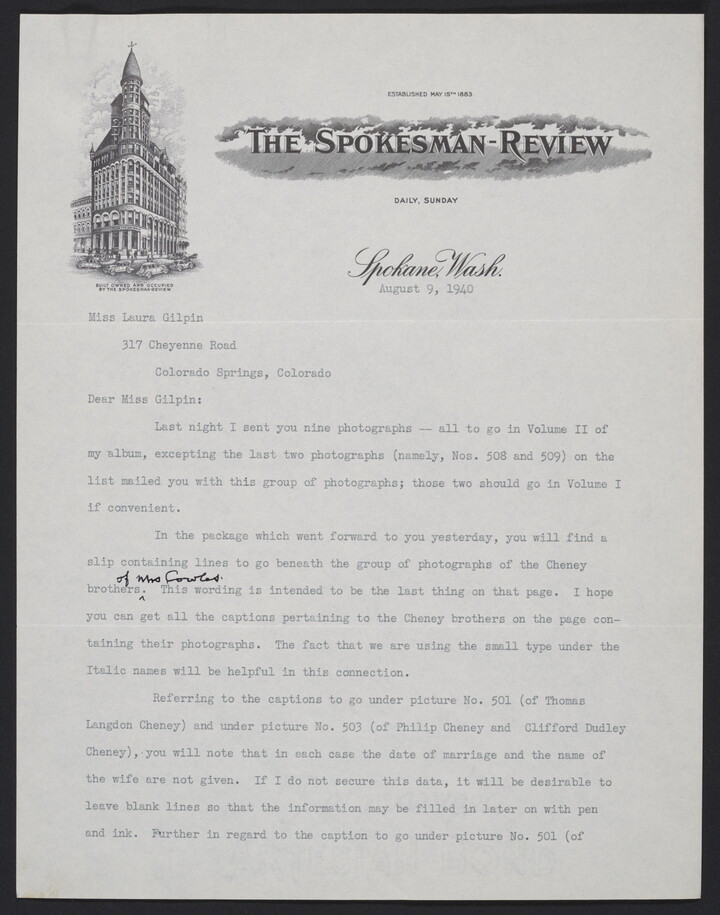 ESTABLISHED MAY 15TH 1883
THE SPOKESMAN-REVIEW
DAILY, SUNDAY
BUILT OWNED AND OCCUPIED
BY THE SPOKESMAN-REVIEW
Spokane, Wash.
August 9, 1940
Miss Laura Gilpin
317 Cheyenne Road
Colorado Springs, Colorado
Dear Miss Gilpin:
Last night I sent you nine photographs -- all to go in Volume II of
my album, excepting the last two photographs (namely, Nos. 508 and 509) on the
list mailed you with this group of photographs; those two should go in Volume I
if convenient.
In the package which went forward to you yesterday, you will find a
slip containing lines to go beneath the group of photographs of the Cheney
of Mrs Cowles.
brothers. This wording is intended to be the last thing on that page. I hope
you can get all the captions pertaining to the Cheney brothers on the page con-
taining their photographs. The fact that we are using the small type under the
Italic names will be helpful in this connection.
Referring to the captions to go under picture No. 501 (of Thomas
Langdon Cheney) and under picture No. 503 (of Philip Cheney and Clifford Dudley
Cheney), you will note that in each case the date of marriage and the name of
the wife are not given. If I do not secure this data, it will be desirable to
leave blank lines so that the information may be filled in later on with pen
and ink. Further in regard to the caption to go under picture No. 501 (of